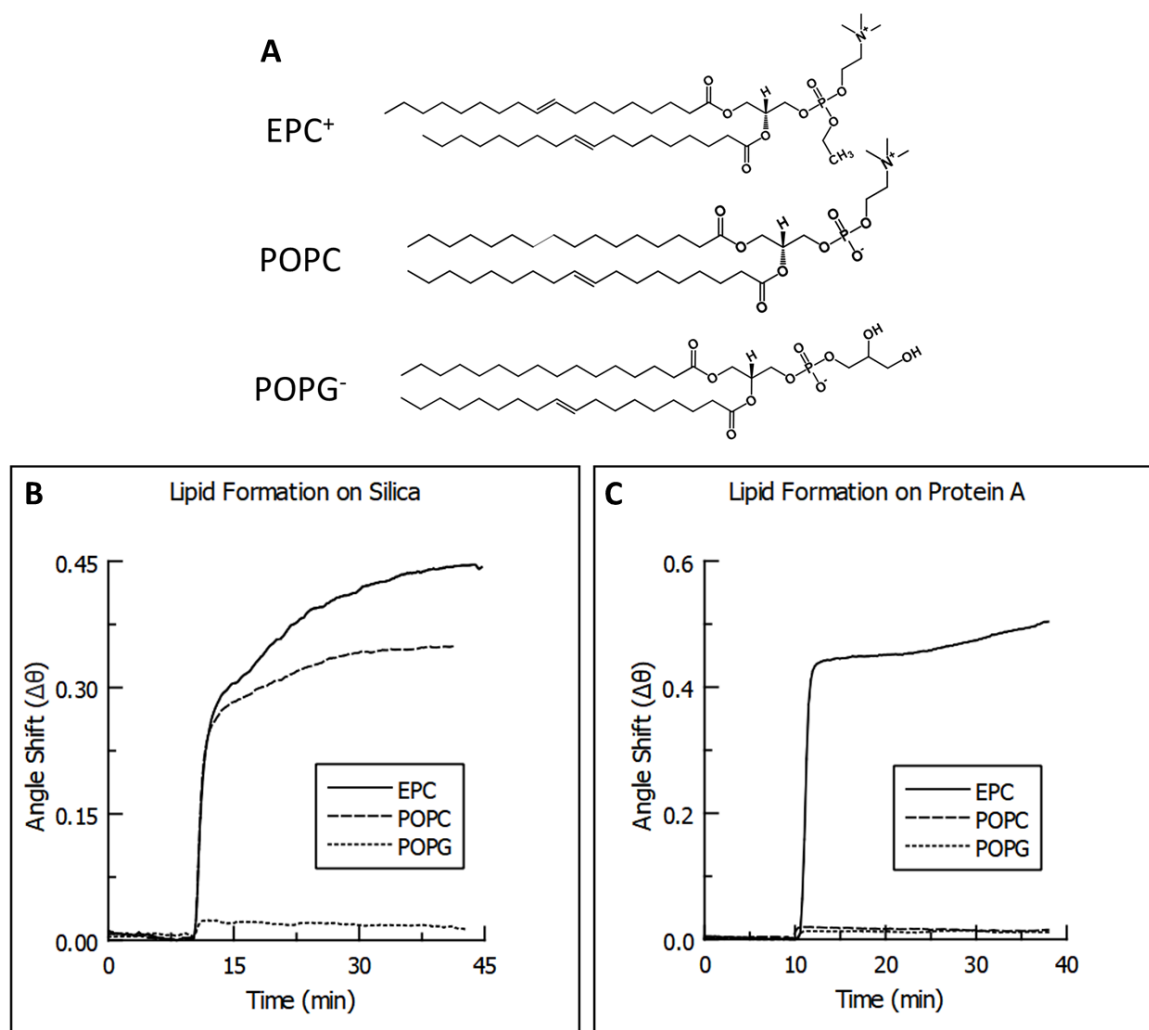 A
EPC⁺
N⁺
O
O
P
O
O
H
O
O
O
CH₃
POPC
N⁺
O
O
P
O
O⁻
H
O
O
O
POPG⁻
OH
OH
O
O
P
O
O⁻
H
O
O
O
B
Lipid Formation on Silica
0.45
0.30
0.15
0.00
Angle Shift (Δθ)
EPC
POPC
POPG
0
15
30
45
Time (min)
C
Lipid Formation on Protein A
0.6
0.4
0.2
0.0
Angle Shift (Δθ)
EPC
POPC
POPG
0
10
20
30
40
Time (min)